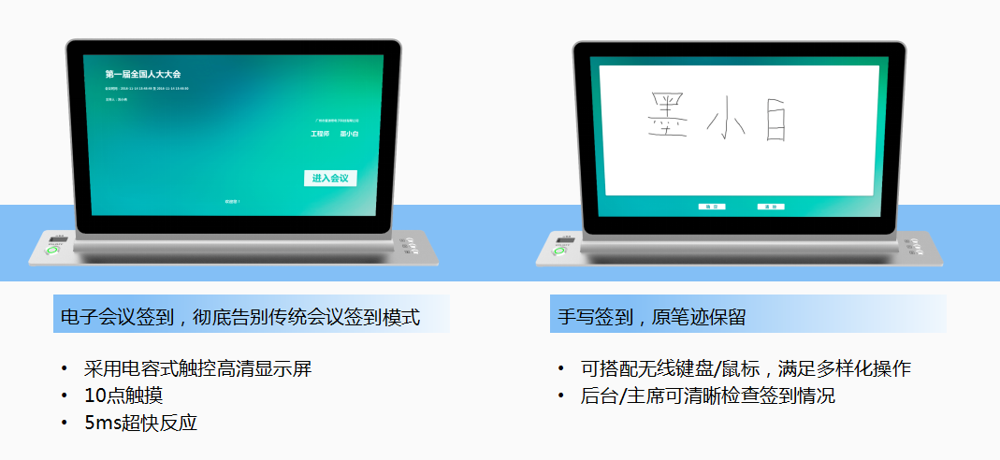 第一届全国人大大会
工程师 墨小白
进入会议
欢迎您！
墨小白
确 定
清 除
电子会议签到，彻底告别传统会议签到模式
• 采用电容式触控高清显示屏
• 10点触摸
• 5ms超快反应
手写签到，原笔迹保留
• 可搭配无线键盘/鼠标，满足多样化操作
• 后台/主席可清晰检查签到情况